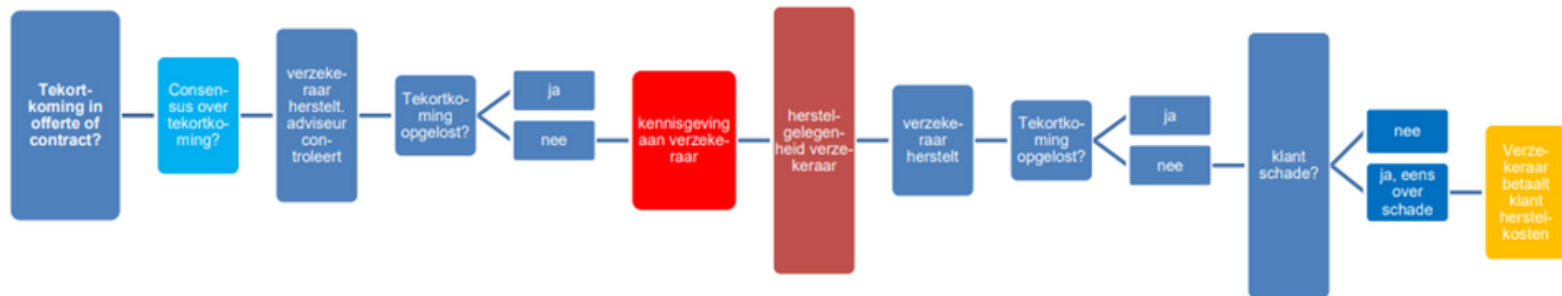 Tekort-
koming in
offerte of
contract?
Consen-
sus over
tekortko-
ming?
verzeke-
raar
herstelt.
adviseur
con-
troleert
Tekortko-
ming
opgelost?
ja
nee
kennisgeving
aan verzeke-
raar
herstel-
gelegen-
heid verze-
keraar
verzeke-
raar
herstelt
Tekortko-
ming
opgelost?
ja
nee
klant
schade?
nee
ja, eens
over
schade
Verze-
keraar
betaalt
klant
herstel-
kosten